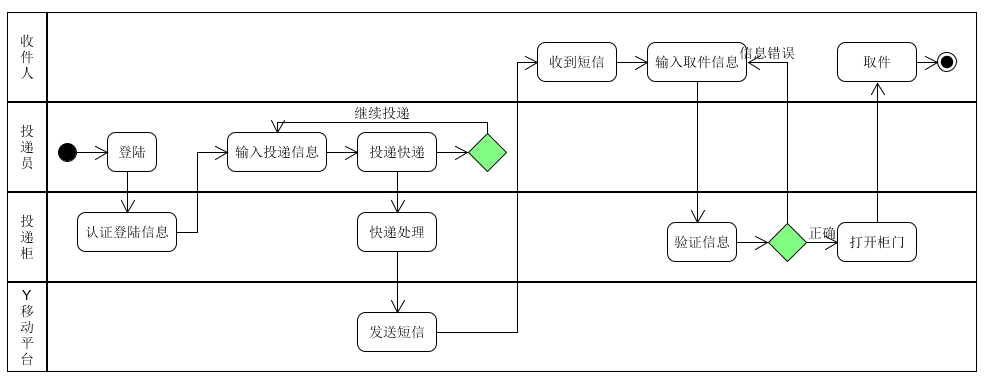 收件人
收到短信
输入取件信息
信息错误
取件
投递员
继续投递
登陆
输入投递信息
投递快递
投递柜
认证登陆信息
快递处理
验证信息
正确
打开柜门
Y移动平台
发送短信